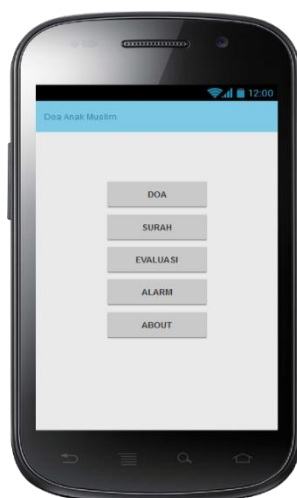 12:00
Doa Anak Muslim
DOA
SURAH
EVALUASI
ALARM
ABOUT